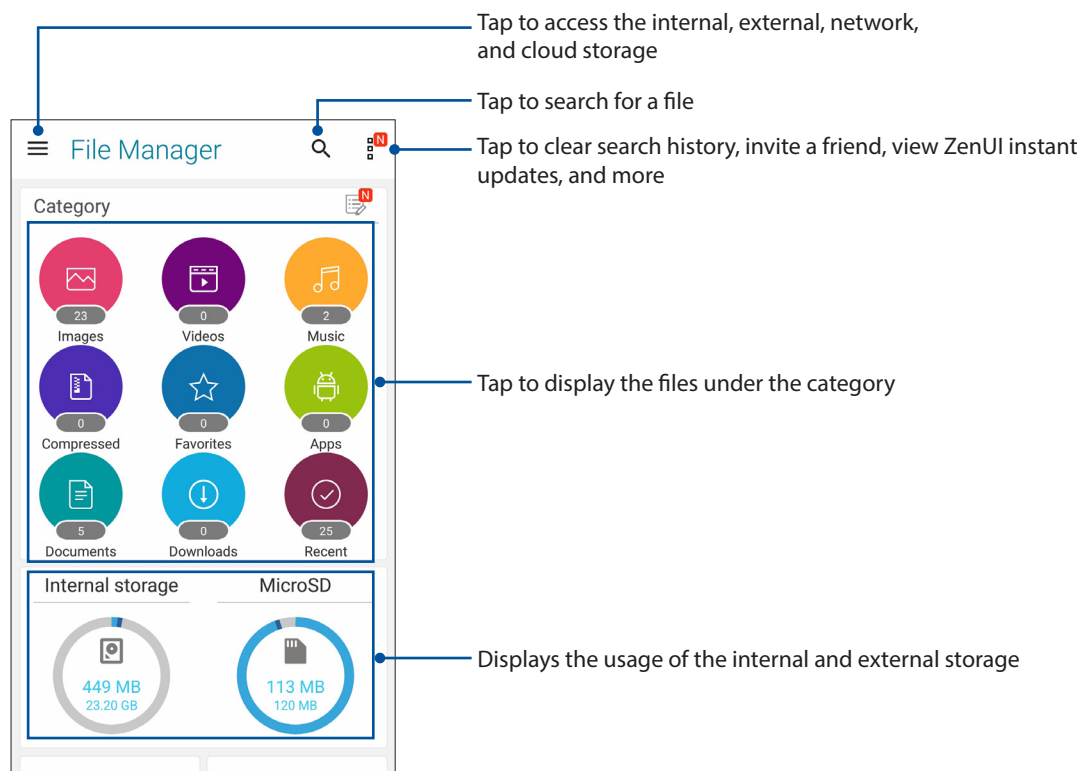 Tap to access the internal, external, network,
and cloud storage
Tap to search for a file
File Manager
N
Tap to clear search history, invite a friend, view ZenUI instant
updates, and more
Category
N
23
0
2
Images
Videos
Music
Tap to display the files under the category
0
0
0
Compressed
Favorites
Apps
5
0
25
Documents
Downloads
Recent
Internal storage
MicroSD
Displays the usage of the internal and external storage
449 MB
23.20 GB
113 MB
120 MB